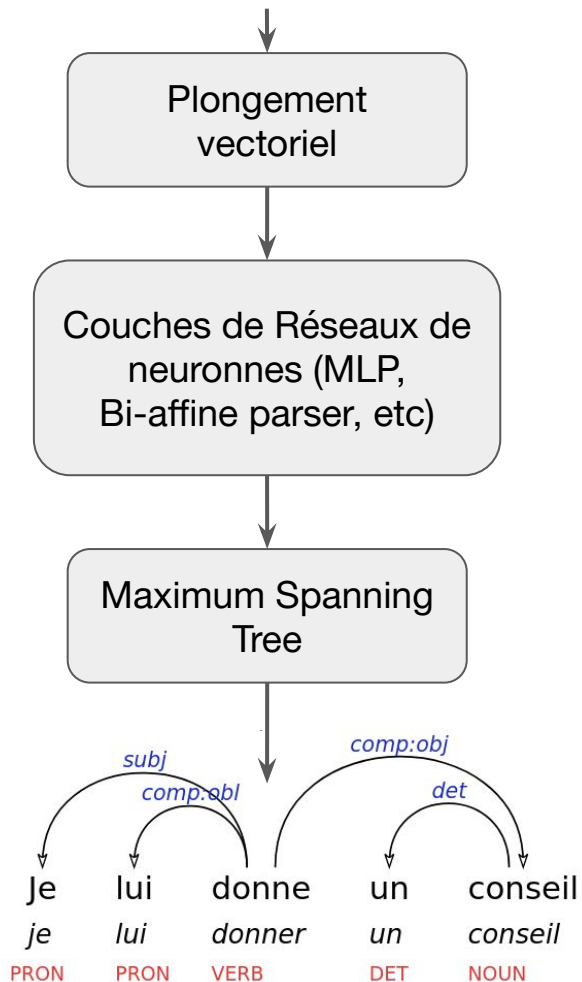 Plongement
vectoriel
Couches de Réseaux de
neuronnes (MLP,
Bi-affine parser, etc)
Maximum Spanning
Tree
comp:obj
subj
comp:obl
det
Je lui donne un conseil
je lui donner un conseil
PRON PRON VERB DET NOUN